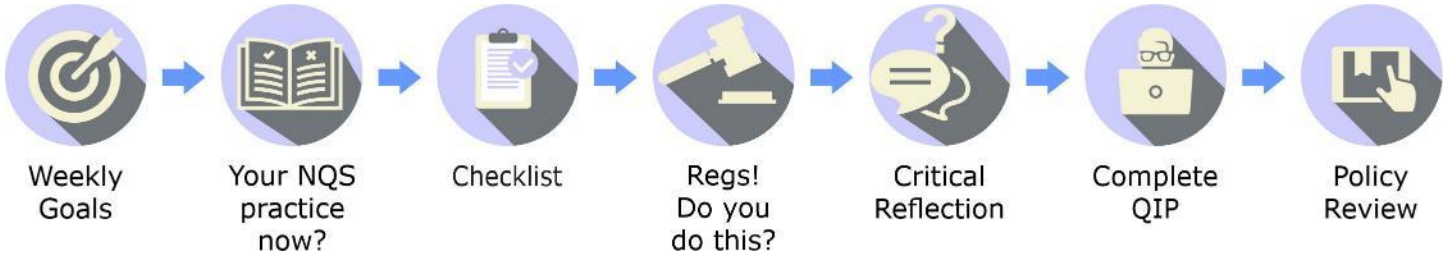 Weekly
Goals
Your NQS
practice
now?
Checklist
Regs!
Do you
do this?
Critical
Reflection
Complete
QIP
Policy
Review